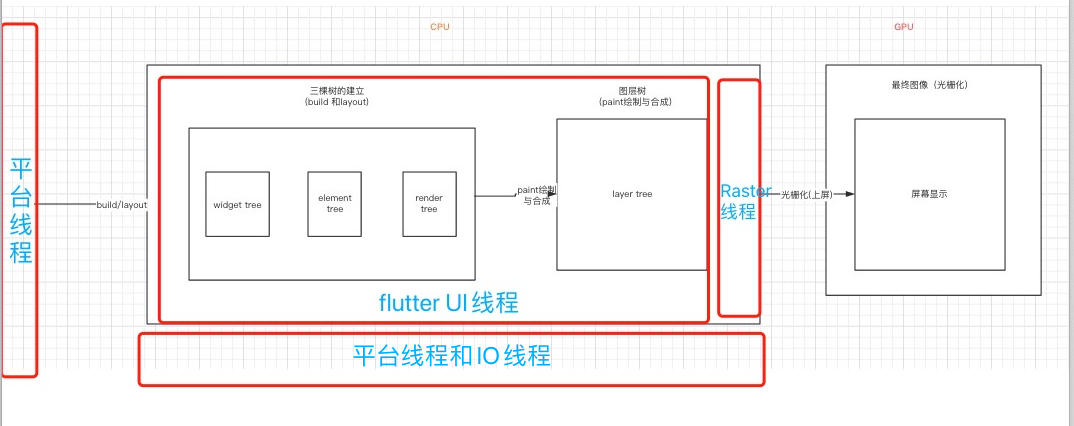 CPU
GPU
平台线程
build/layout
三棵树的建立
(build 和layout)
widget tree
element
tree
render
tree
paint绘制
与合成
图层树
(paint绘制与合成)
layer tree
flutter UI 线程
Raster
线程
光栅化(上屏)
最终图像（光栅化）
屏幕显示
平台线程和 IO 线程